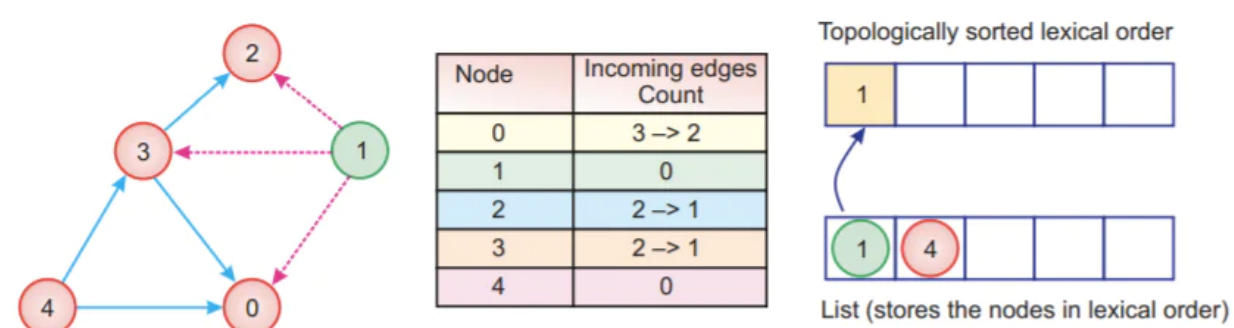 2
3
1
4
0
Node Incoming edges Count
0 3 –> 2
1 0
2 2 –> 1
3 2 –> 1
4 0
Topologically sorted lexical order
1
1 4
List (stores the nodes in lexical order)